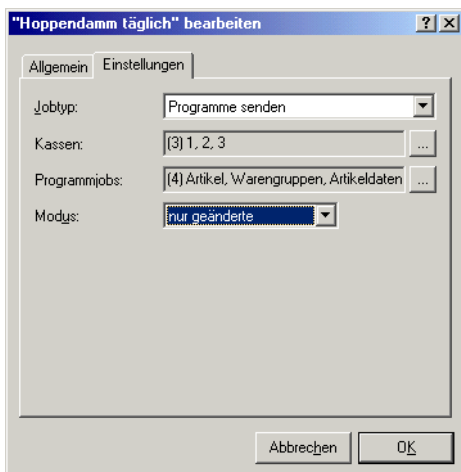 "Hoppendamm täglich" bearbeiten
Allgemein Einstellungen
Jobtyp: Programme senden
Kassen: (3) 1, 2, 3 ...
Programmjobs: (4) Artikel, Warengruppen, Artikeldaten ...
Modus: nur geänderte
Abbrechen OK